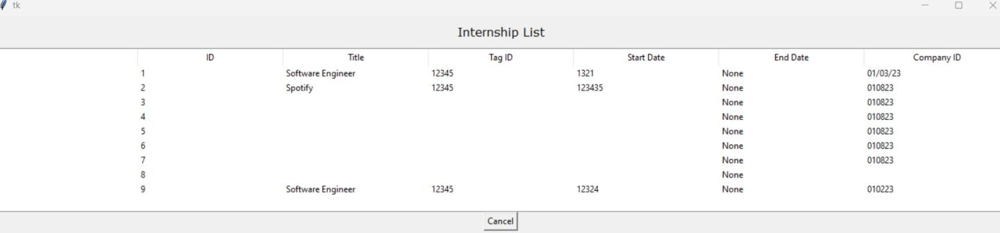 tk
Internship List
ID Title Tag ID Start Date End Date Company ID
1 Software Engineer 12345 1321 None 01/03/23
2 Spotify 12345 123435 None 010823
3 None 010823
4 None 010823
5 None 010823
6 None 010823
7 None 010823
8 None
9 Software Engineer 12345 12324 None 010223
Cancel